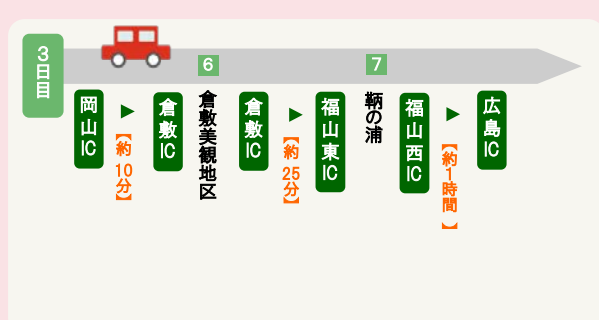 3日目
岡山IC
▶
【約10分】
倉敷IC
6
倉敷美観地区
倉敷IC
▶
【約25分】
福山東IC
7
鞆の浦
福山西IC
▶
【約1時間】
広島IC